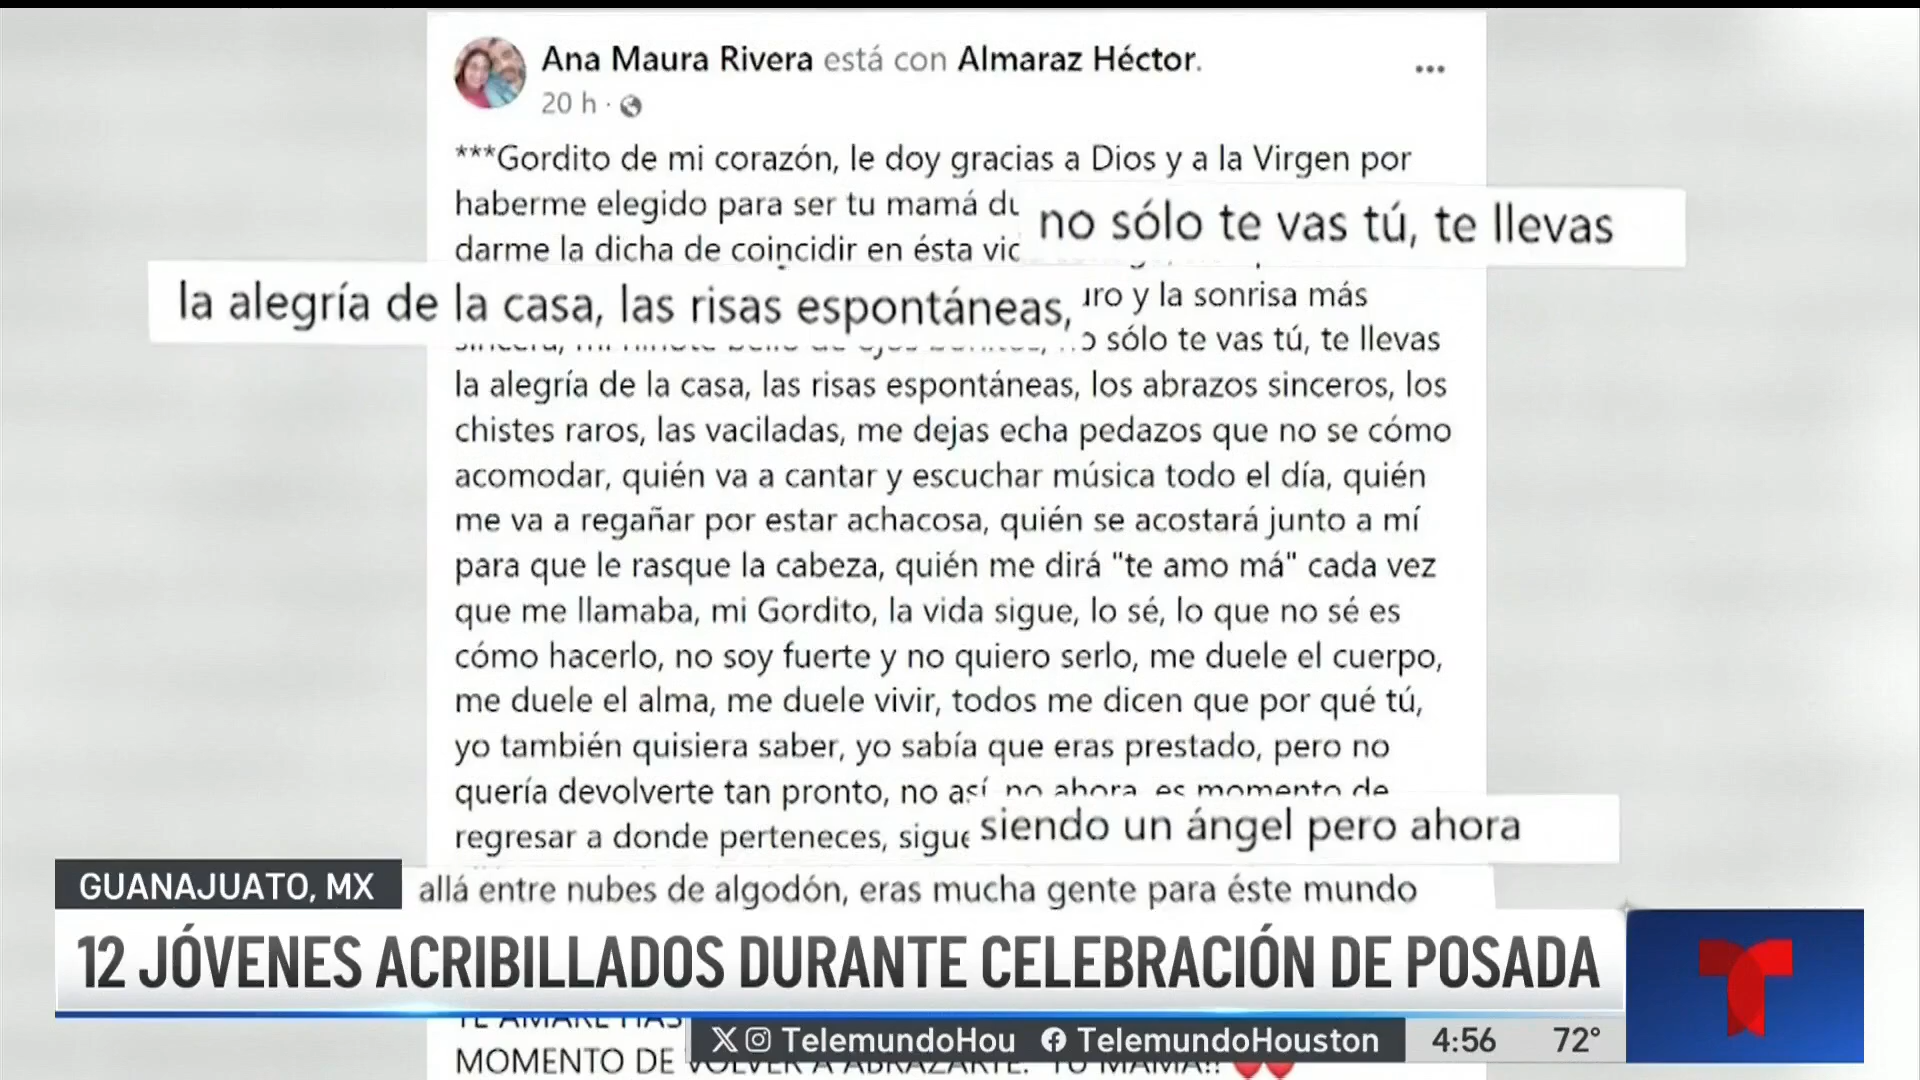 Ana Maura Rivera está con Almaraz Héctor.
20 h
***Gordito de mi corazón, le doy gracias a Dios y a la Virgen por
haberme elegido para ser tu mamá
no sólo te vas tú, te llevas
darme la dicha de coincidir en ésta
la alegría de la casa, las risas espontáneas,
y la sonrisa más
sólo te vas tú, te llevas
la alegría de la casa, las risas espontáneas, los abrazos sinceros, los
chistes raros, las vaciladas, me dejas echa pedazos que no se cómo
acomodar, quién va a cantar y escuchar música todo el día, quién
me va a regañar por estar achacosa, quién se acostará junto a mí
para que le rasque la cabeza, quién me dirá "te amo má" cada vez
que me llamaba, mi Gordito, la vida sigue, lo sé, lo que no sé es
cómo hacerlo, no soy fuerte y no quiero serlo, me duele el cuerpo,
me duele el alma, me duele vivir, todos me dicen que por qué tú,
yo también quisiera saber, yo sabía que eras prestado, pero no
quería devolverte tan pronto, no así, no ahora, es momento de
regresar a donde perteneces, sigue
siendo un ángel pero ahora
allá entre nubes de algodón, eras mucha gente para éste mundo
GUANAJUATO, MX
12 JÓVENES ACRIBILLADOS DURANTE CELEBRACIÓN DE POSADA
TelemundoHou TelemundoHouston 4:56 72°
MOMENTO DE VOLVER A ABRAZARTE. TU MAMÁ!!